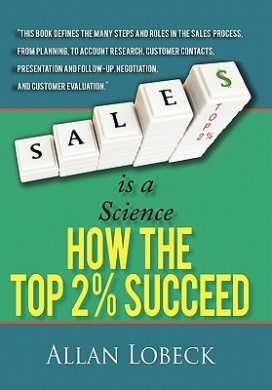 "THIS BOOK DEFINES THE MANY STEPS AND ROLES IN THE SALES PROCESS,
FROM PLANNING, TO ACCOUNT RESEARCH, CUSTOMER CONTACTS,
PRESENTATION AND FOLLOW-UP, NEGOTIATION,
AND CUSTOMER EVALUATION."
SALES
TOP 2%
is a
Science
HOW THE
TOP 2% SUCCEED
ALLAN LOBECK